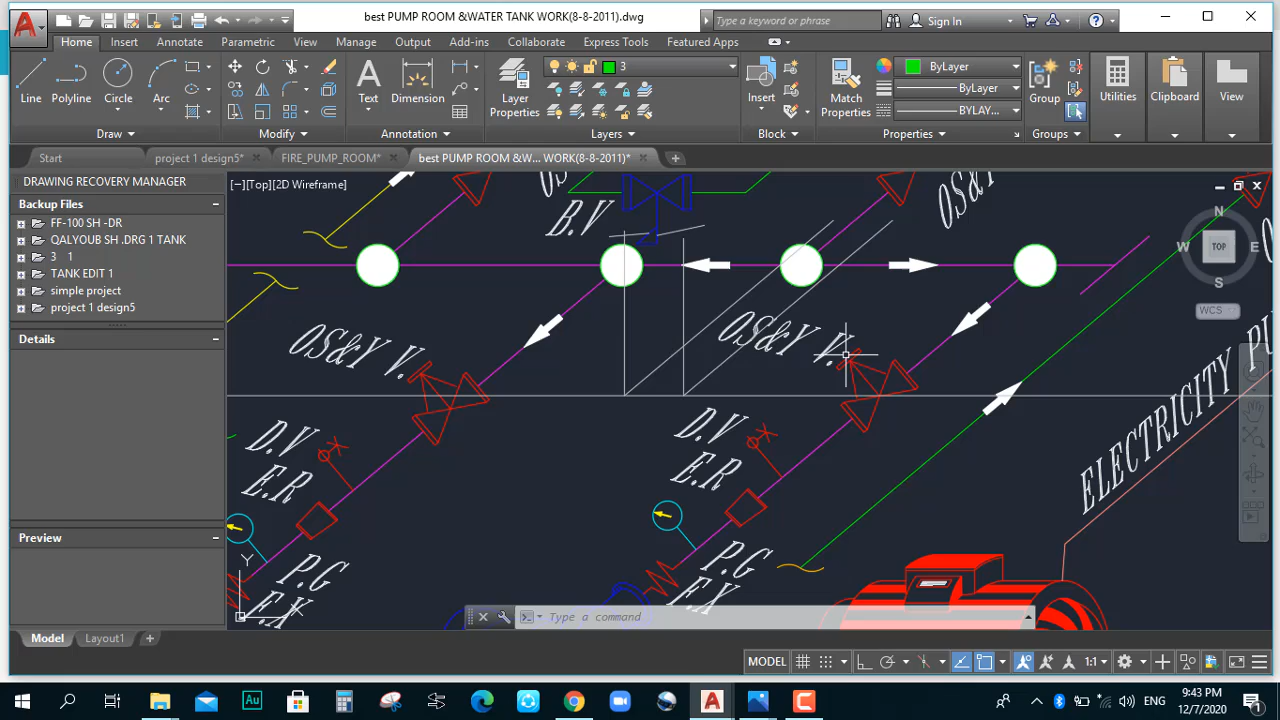 best PUMP ROOM &WATER TANK WORK(8-8-2011).dwg
Type a keyword or phrase
Sign In
Home Insert Annotate Parametric View Manage Output Add-ins Collaborate Express Tools Featured Apps
Line Polyline Circle Arc
Text Dimension
Layer Properties
3
Insert
Match Properties
ByLayer
ByLayer
BYLAY...
Group
Utilities
Clipboard
View
Draw Modify Annotation Layers Block Properties Groups
Start project 1 design5* FIRE_PUMP_ROOM* best PUMP ROOM &W... WORK(8-8-2011)*
DRAWING RECOVERY MANAGER
Backup Files
FF-100 SH -DR
QALYOUB SH .DRG 1 TANK
3 1
TANK EDIT 1
simple project
project 1 design5
Details
Preview
[−][Top][2D Wireframe]
N
W TOP E
S
WCS
B.V
OS&Y
OS&Y V.
OS&Y V.
D.V
E.R
D.V
E.R
P.G
E.X
P.G
E.X
ELECTRICITY P
Y
Type a command
Model Layout1
MODEL 1:1
Au
A
ENG
9:43 PM
12/7/2020
1